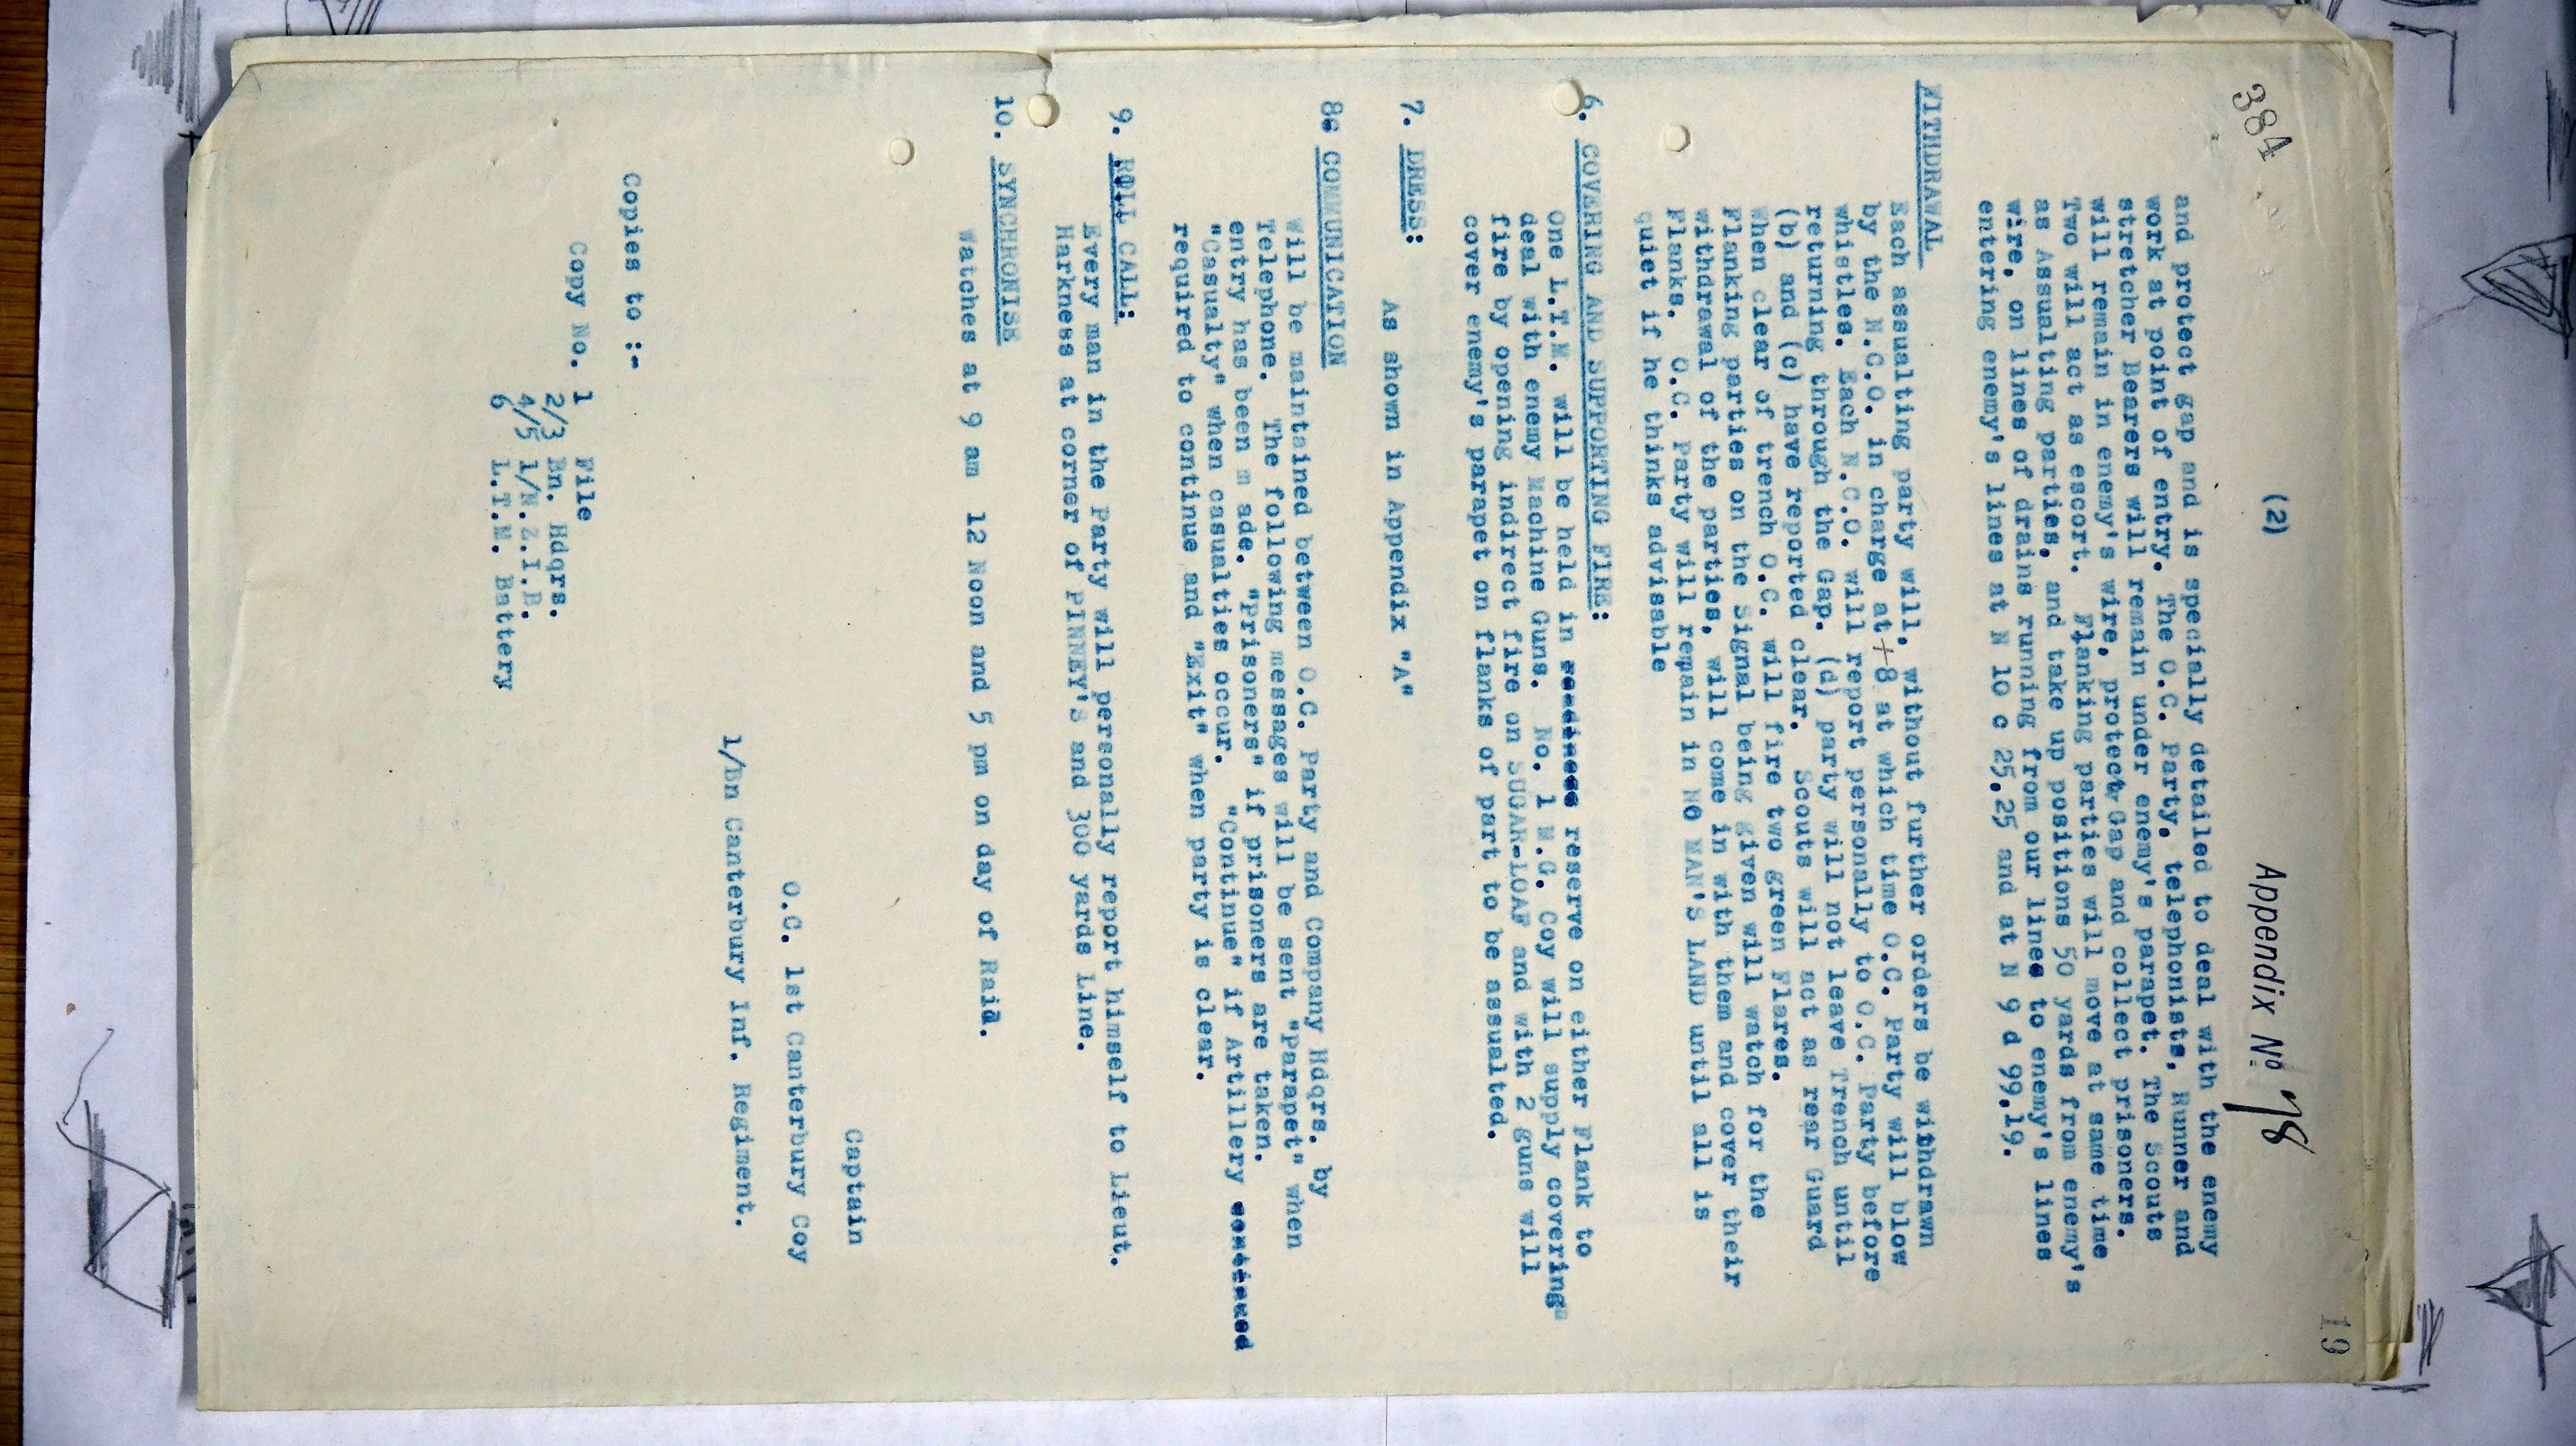 384
19
(2)
Appendix No 78
and protect gap and is specially detailed to deal with the enemy
work at point of entry. The O.C. Party, telephonists, Runner and
stretcher Bearers will remain under enemy's parapet. The Scouts
will remain in enemy's wire, protect Gap and collect prisoners.
Two will act as escort. Flanking parties will move at same time
as Assualting parties, and take up positions 50 yards from enemy's
wire, on lines of drains running from our lines to enemy's lines
entering enemy's lines at N 10 c 25.25 and at N 9 d 99.19.
WITHDRAWAL
Each assualting party will, without further orders be withdrawn
by the N.C.O. in charge at +8 at which time O.C. Party will blow
whistles. Each N.C.O. will report personally to O.C. Party before
returning through the Gap. (d) party will not leave Trench until
(b) and (c) have reported clear. Scouts will act as rear Guard
When clear of trench O.C. will fire two green Flares.
Flanking parties on the Signal being given will watch for the
withdrawal of the parties, will come in with them and cover their
Flanks. O.C. Party will repain in NO MAN'S LAND until all is
quiet if he thinks advisable
6. COVERING AND SUPPORTING FIRE:
One L.T.M. will be held in readiness reserve on either Flank to
deal with enemy Machine Guns. No. 1 M.G. Coy will supply covering
fire by opening indirect fire on SUGAR-LOAF and with 2 guns will
cover enemy's parapet on flanks of part to be assualted.
7. DRESS:
As shown in Appendix "A"
8. COMMUNICATION
will be maintained between O.C. Party and Company Hdqrs. by
Telephone. The following messages will be sent "Parapet" when
entry has been m ade. "Prisoners" if prisoners are taken.
"Casualty" when casualties occur. "Continue" if Artillery continued
required to continue and "Exit" when party is clear.
9. ROLL CALL:
Every man in the Party will personally report himself to Lieut.
Harkness at corner of PINNEY'S and 300 yards Line.
10. SYNCHRONISE
Watches at 9 am 12 Noon and 5 pm on day of Raid.
Captain
O.C. 1st Canterbury Coy
1/Bn Canterbury Inf. Regiment.
Copies to :-
Copy No. 1 File
2/3 Bn. Hdqrs.
4/5 1/N.Z.I.B.
6 L.T.M. Battery